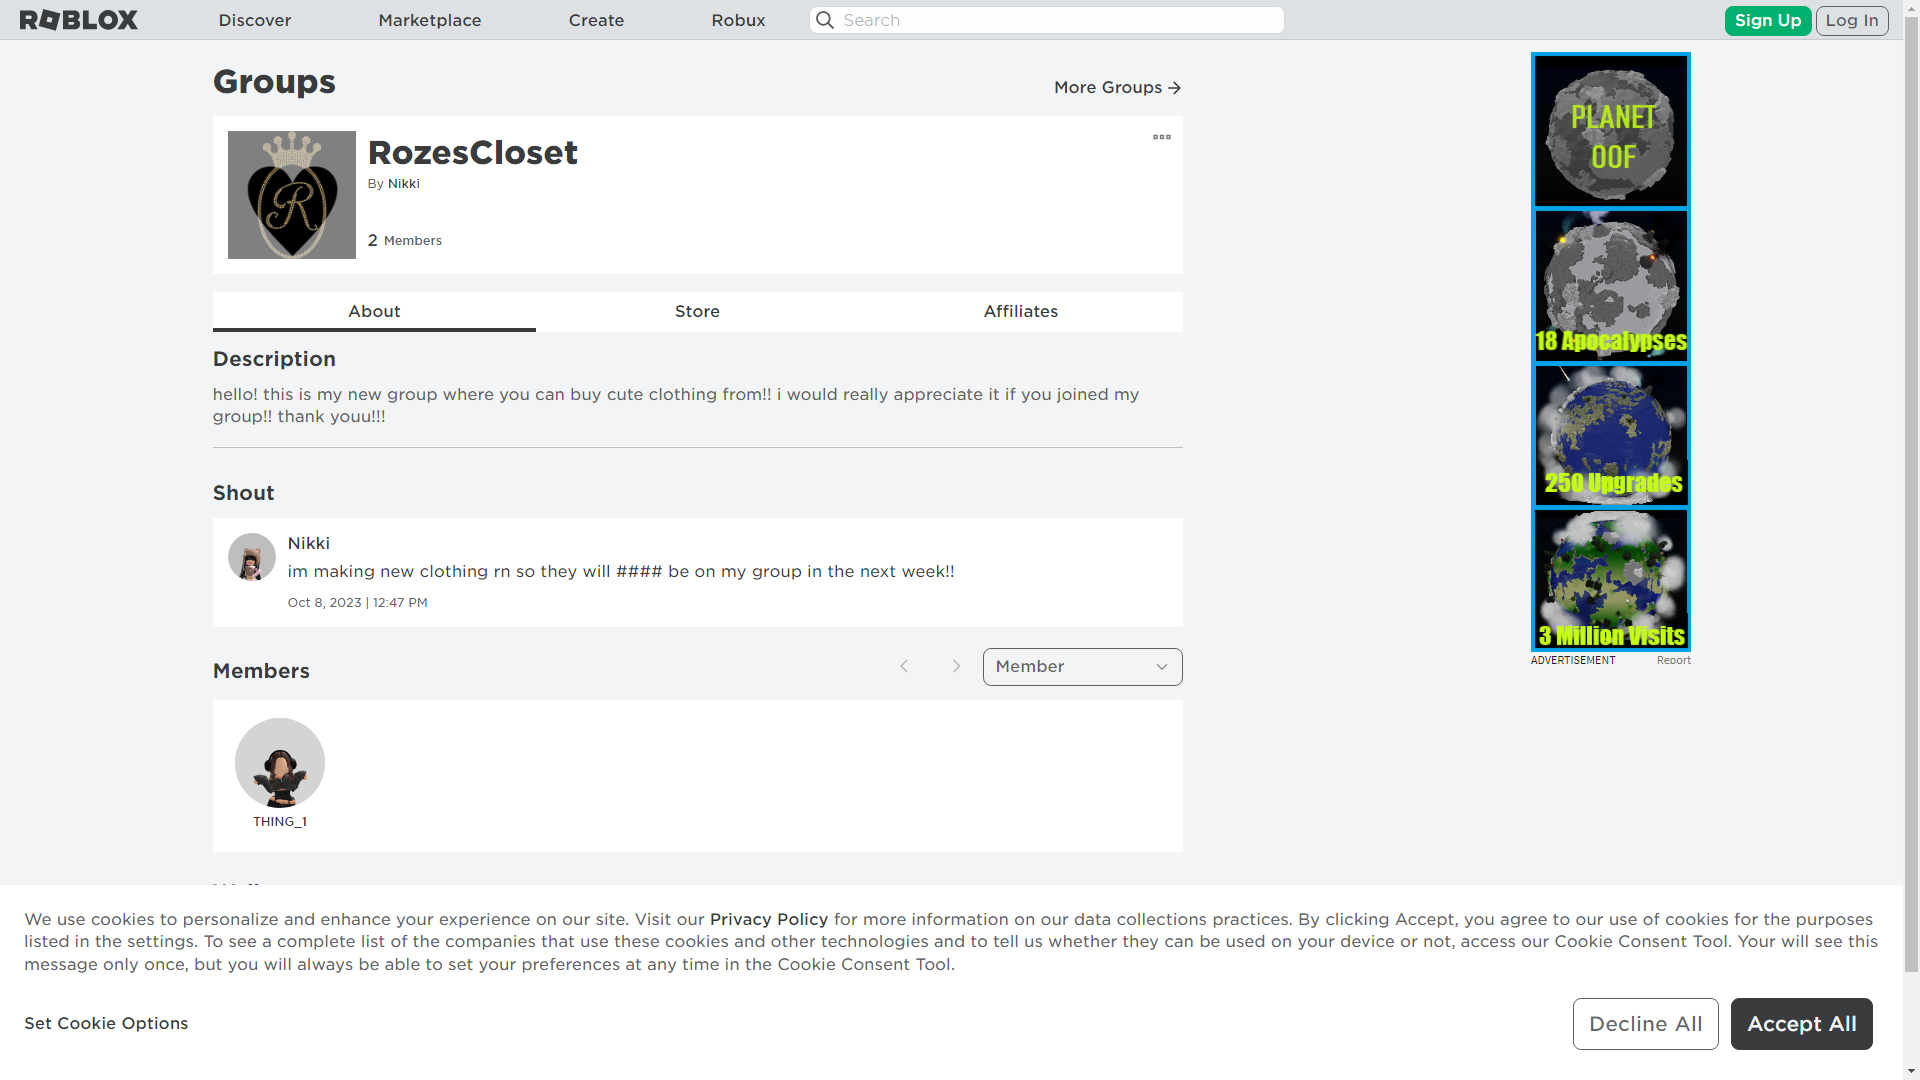 ROBLOX
Discover
Marketplace
Create
Robux
Search
Sign Up
Log In
Groups
More Groups
RozesCloset
By Nikki
2 Members
R
About
Store
Affiliates
Description
hello! this is my new group where you can buy cute clothing from!! i would really appreciate it if you joined my
group!! thank youu!!!
Shout
Nikki
im making new clothing rn so they will #### be on my group in the next week!!
Oct 8, 2023 | 12:47 PM
Members
Member
THING_1
PLANET
OOF
18 Apocalypses
250 Upgrades
3 Million Visits
ADVERTISEMENT
Report
We use cookies to personalize and enhance your experience on our site. Visit our Privacy Policy for more information on our data collections practices. By clicking Accept, you agree to our use of cookies for the purposes
listed in the settings. To see a complete list of the companies that use these cookies and other technologies and to tell us whether they can be used on your device or not, access our Cookie Consent Tool. Your will see this
message only once, but you will always be able to set your preferences at any time in the Cookie Consent Tool.
Set Cookie Options
Decline All
Accept All